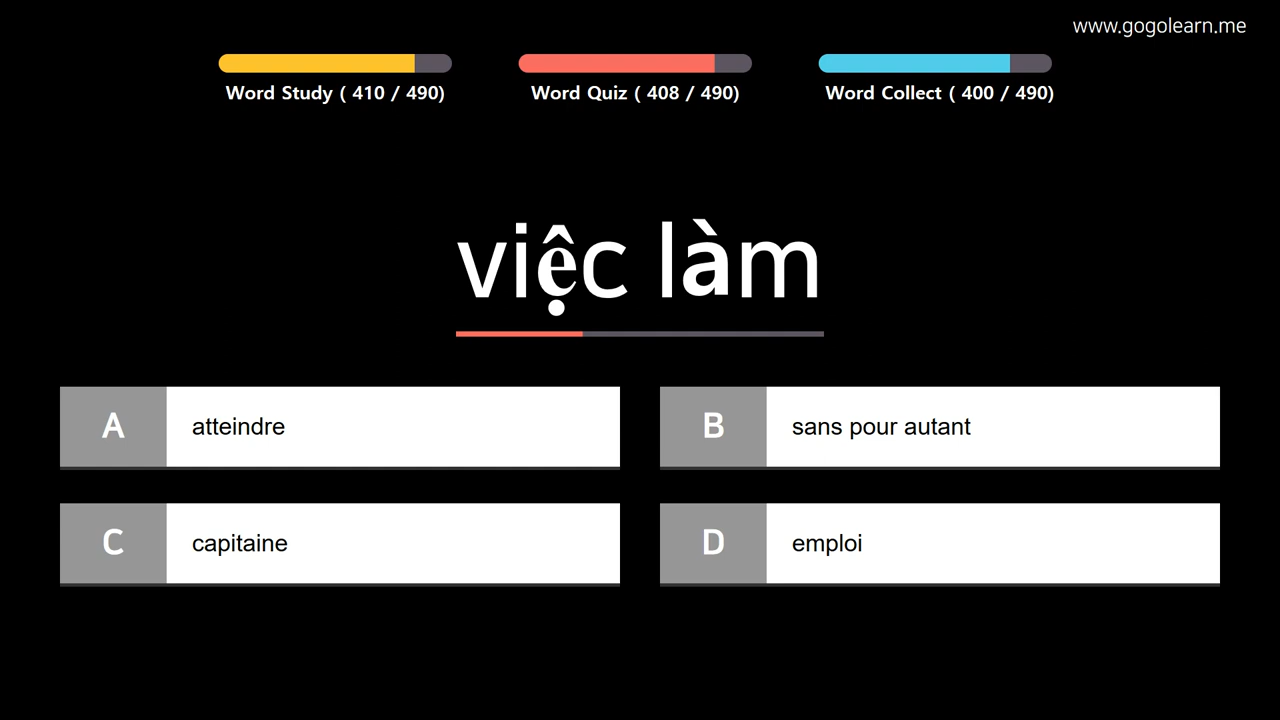 www.gogolearn.me
Word Study ( 410 / 490)
Word Quiz ( 408 / 490)
Word Collect ( 400 / 490)
việc làm
A atteindre
B sans pour autant
C capitaine
D emploi